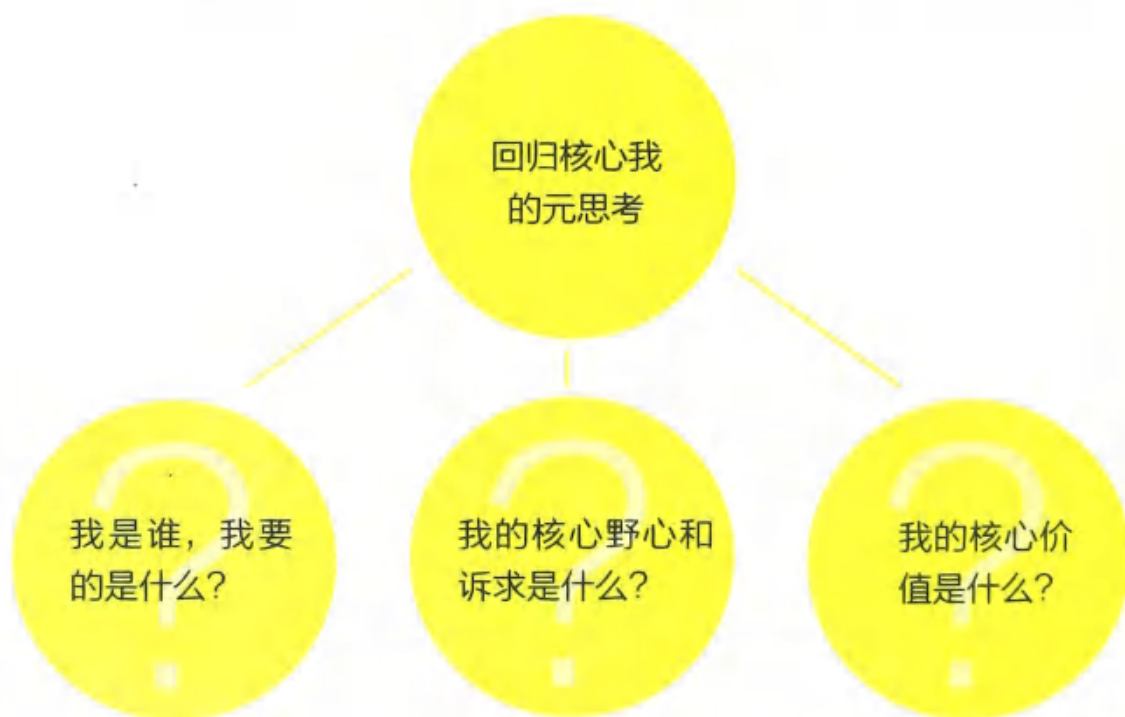 回归核心我
的元思考
我是谁，我要
的是什么？
我的核心野心和
诉求是什么？
我的核心价
值是什么？